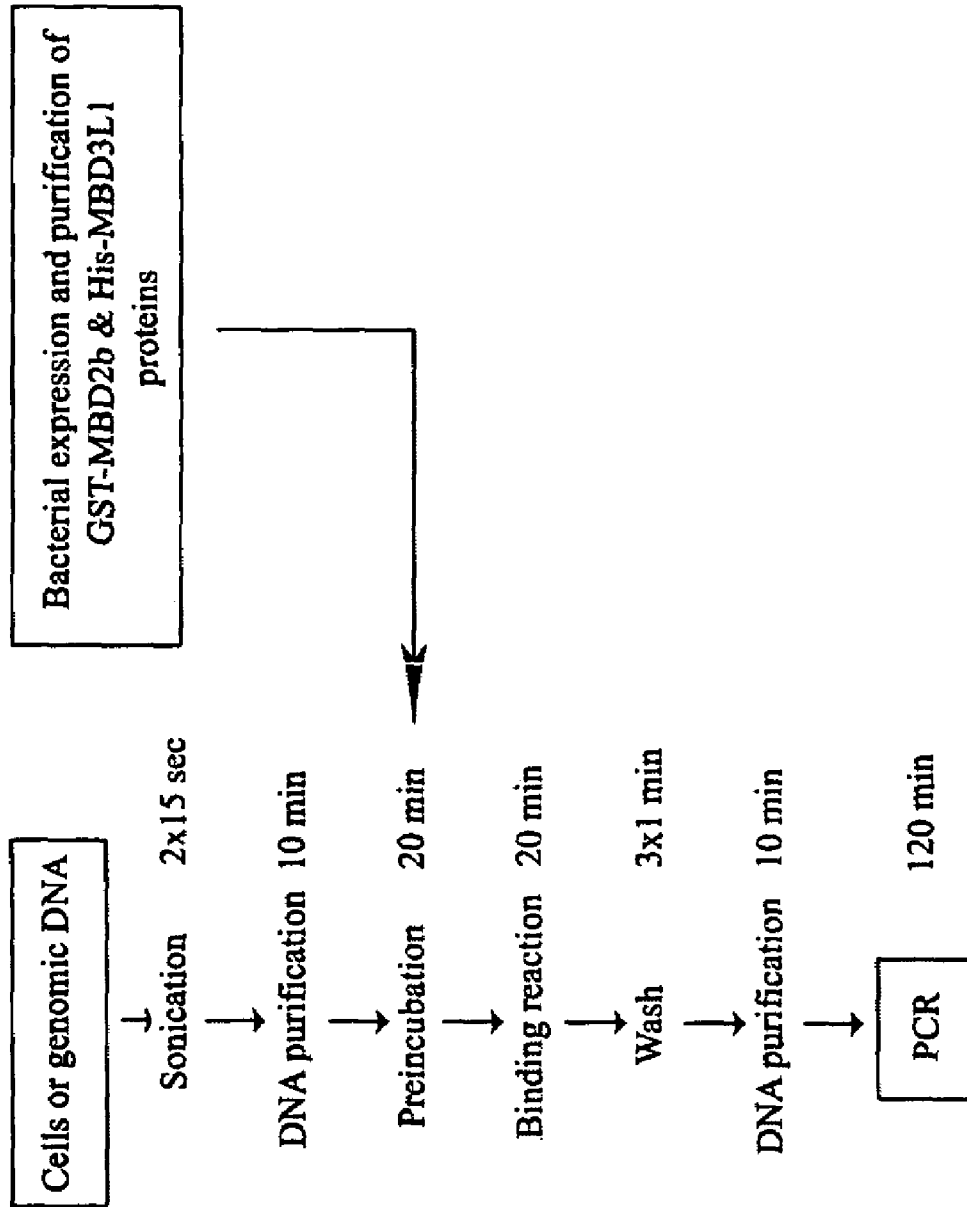 Cells or genomic DNA
Bacterial expression and purification of
GST-MBD2b & His-MBD3L1
proteins
Sonication 2x15 sec
DNA purification 10 min
Preincubation 20 min
Binding reaction 20 min
Wash 3x1 min
DNA purification 10 min
PCR 120 min